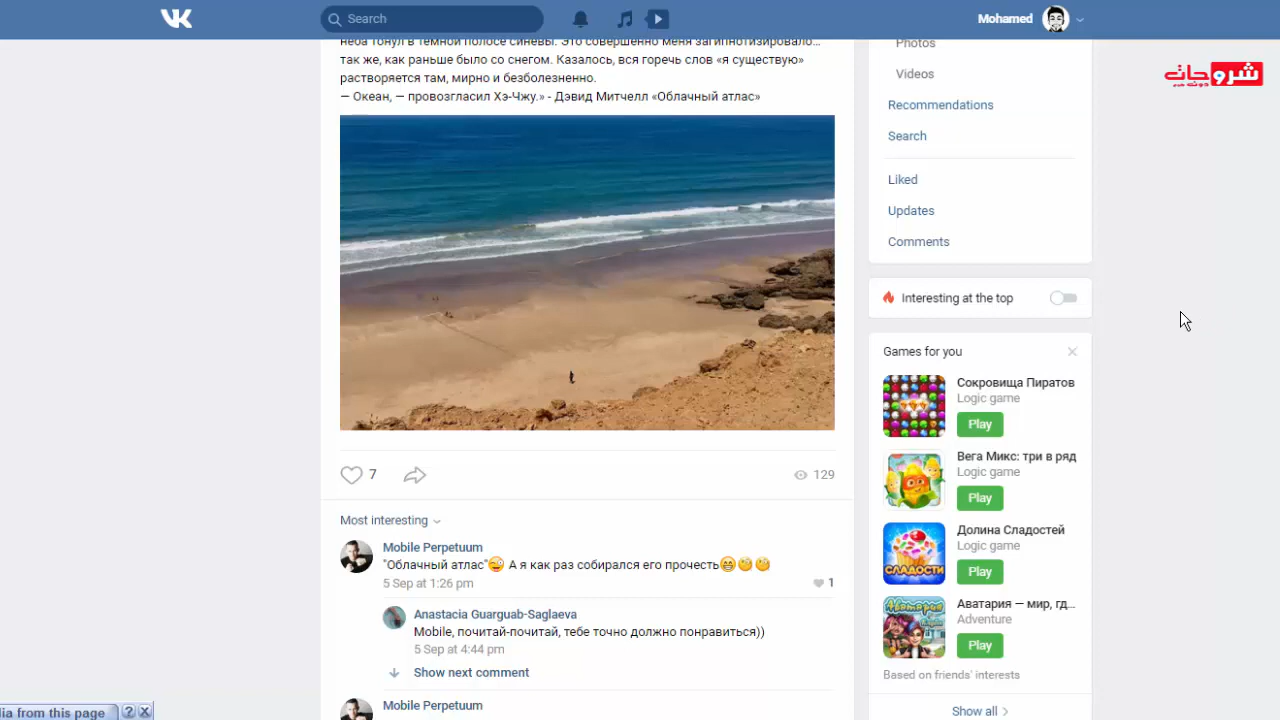 Search
Mohamed
неба тонул в темной полосе синевы. Это совершенно меня загипнотизировало...
так же, как раньше было со снегом. Казалось, вся горечь слов «я существую»
растворяется там, мирно и безболезненно.
— Океан, — провозгласил Хэ-Чжу.» - Дэвид Митчелл «Облачный атлас»
7
129
Most interesting
Mobile Perpetuum
"Облачный атлас" А я как раз собирался его прочесть
5 Sep at 1:26 pm
1
Anastacia Guarguab-Saglaeva
Mobile, почитай-почитай, тебе точно должно понравиться))
5 Sep at 4:44 pm
Show next comment
Mobile Perpetuum
Photos
Videos
Recommendations
Search
Liked
Updates
Comments
Interesting at the top
Games for you
Сокровища Пиратов
Logic game
Play
Вега Микс: три в ряд
Logic game
Play
СЛАДОСТИ
Долина Сладостей
Logic game
Play
Аватария
Аватария — мир, гд...
Adventure
Play
Based on friends' interests
Show all
شروحاتي
dia from this page
?